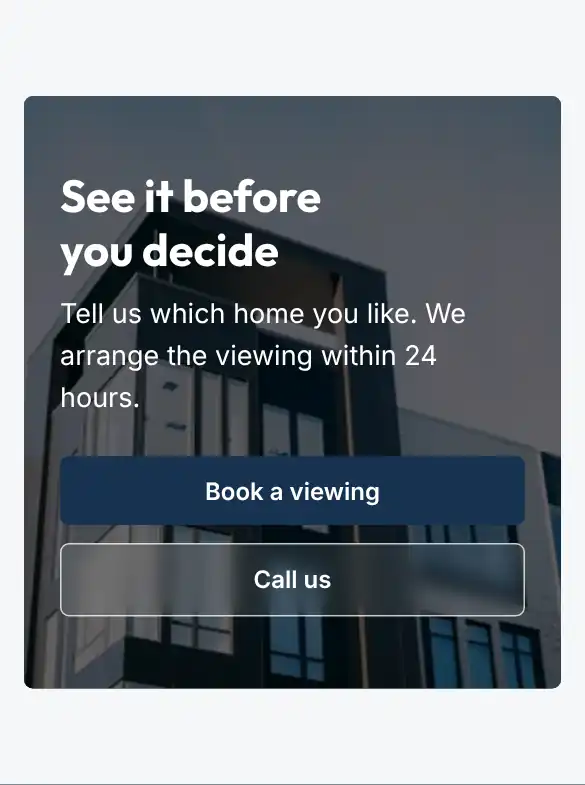 See it before
you decide
Tell us which home you like. We
arrange the viewing within 24
hours.
Book a viewing
Call us